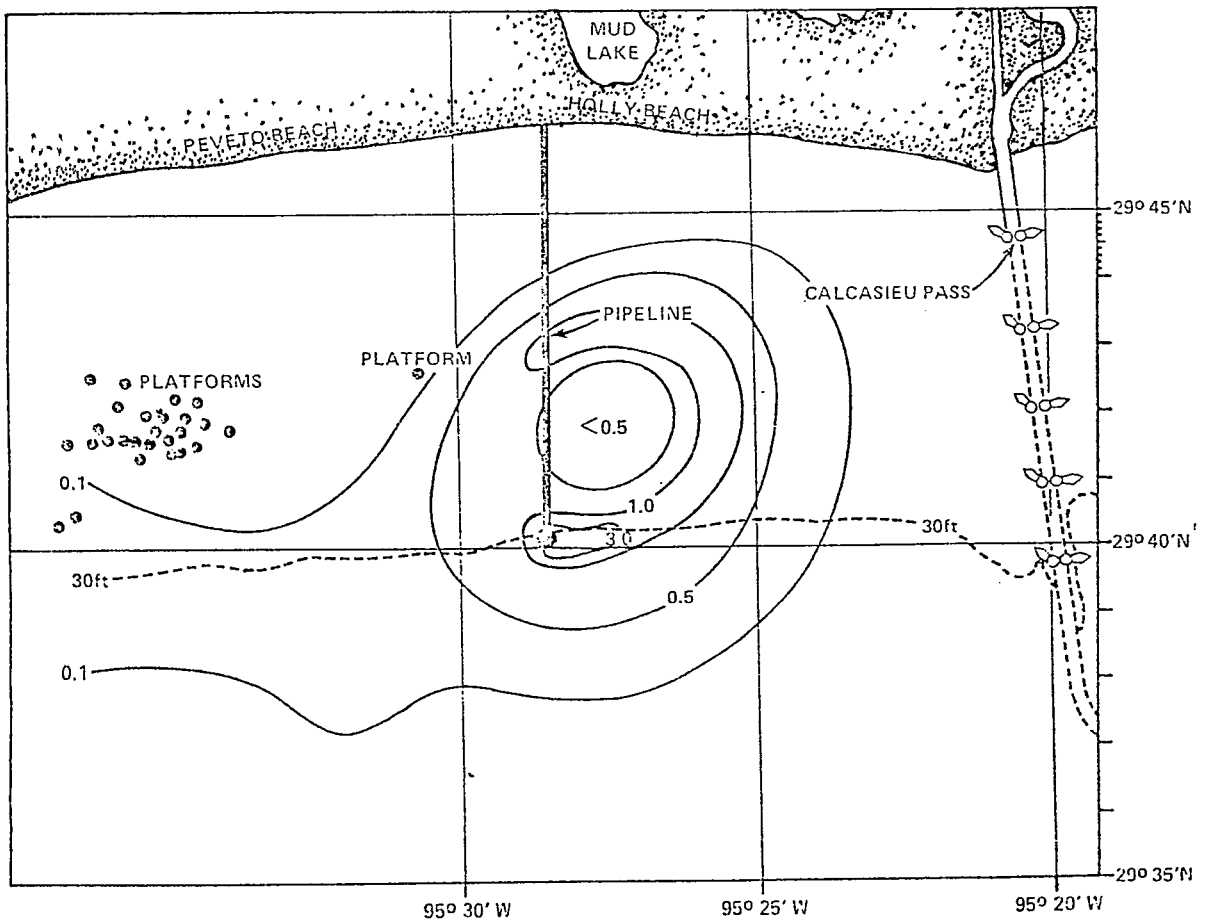 MUD
LAKE
HOLLY BEACH
PEVETO BEACH
29° 45' N
CALCASIEU PASS
PIPELINE
PLATFORM
PLATFORMS
<0.5
0.1
1.0
3.0
30ft
29° 40' N
30ft
0.5
0.1
29° 35' N
95° 30' W
95° 25' W
95° 20' W